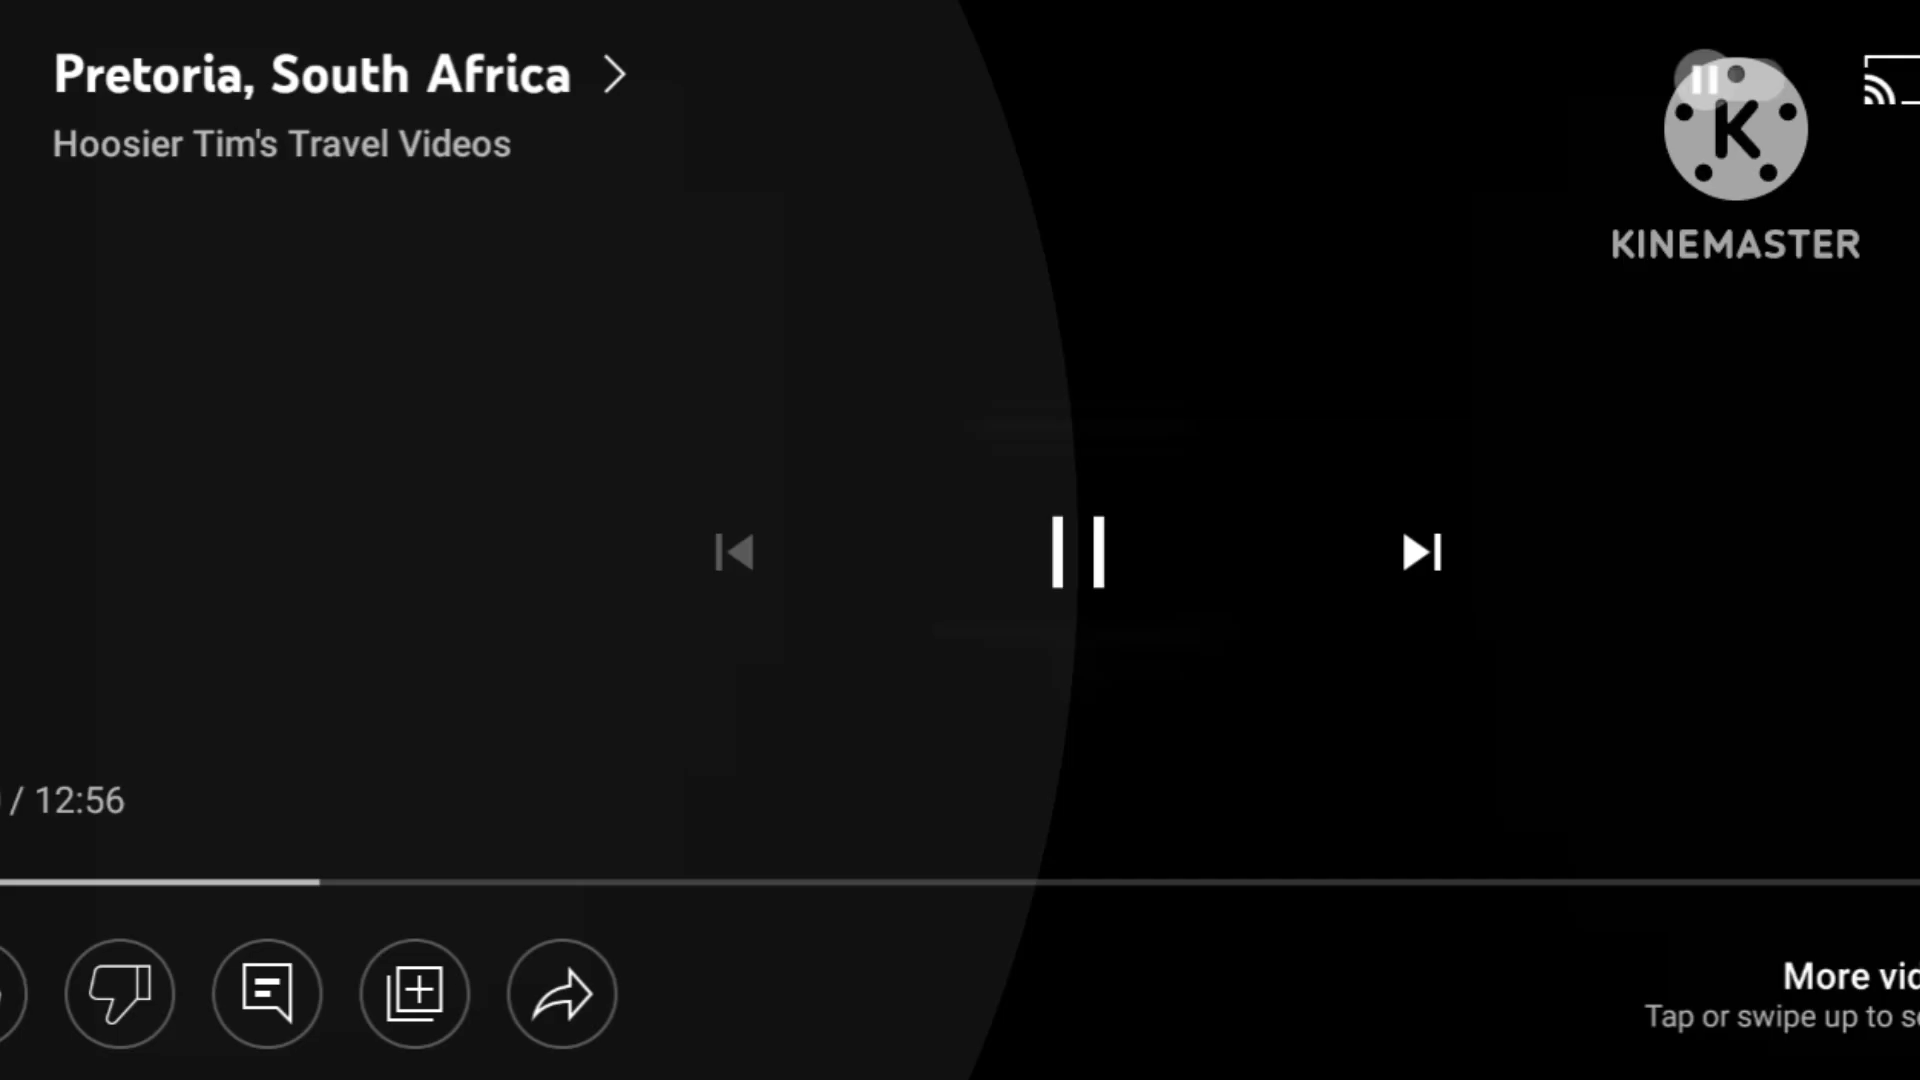 Pretoria, South Africa
Hoosier Tim's Travel Videos
K
KINEMASTER
/ 12:56
More vid
Tap or swipe up to s